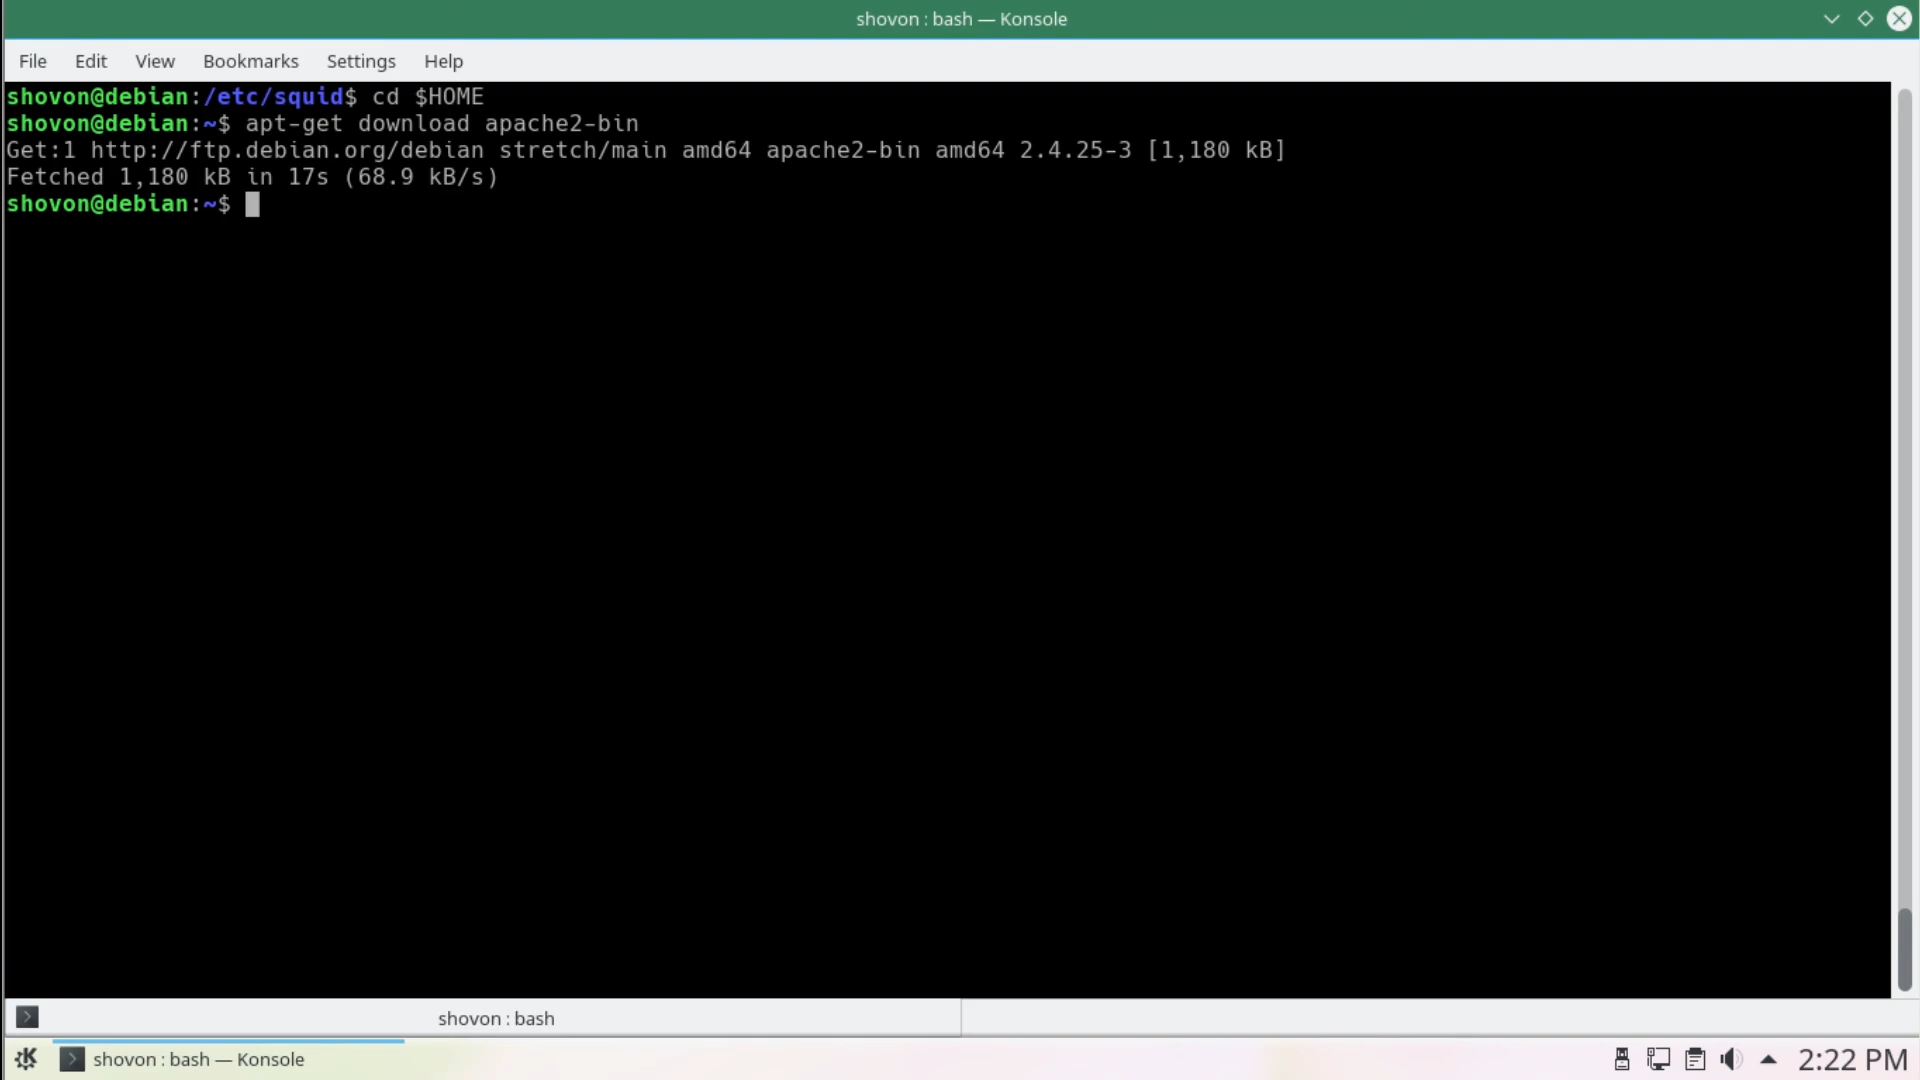 shovon : bash — Konsole
File Edit View Bookmarks Settings Help
shovon@debian:/etc/squid$ cd $HOME
shovon@debian:~$ apt-get download apache2-bin
Get:1 http://ftp.debian.org/debian stretch/main amd64 apache2-bin amd64 2.4.25-3 [1,180 kB]
Fetched 1,180 kB in 17s (68.9 kB/s)
shovon@debian:~$
shovon : bash
shovon : bash — Konsole
2:22 PM